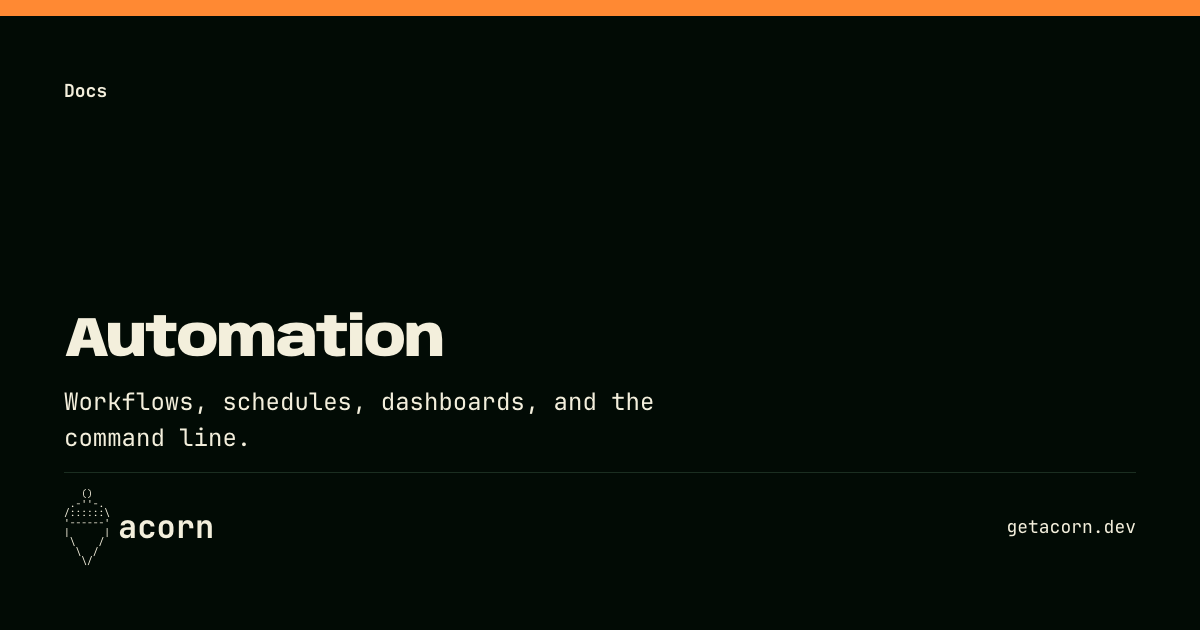 Docs
Automation
Workflows, schedules, dashboards, and the
command line.
acorn
getacorn.dev